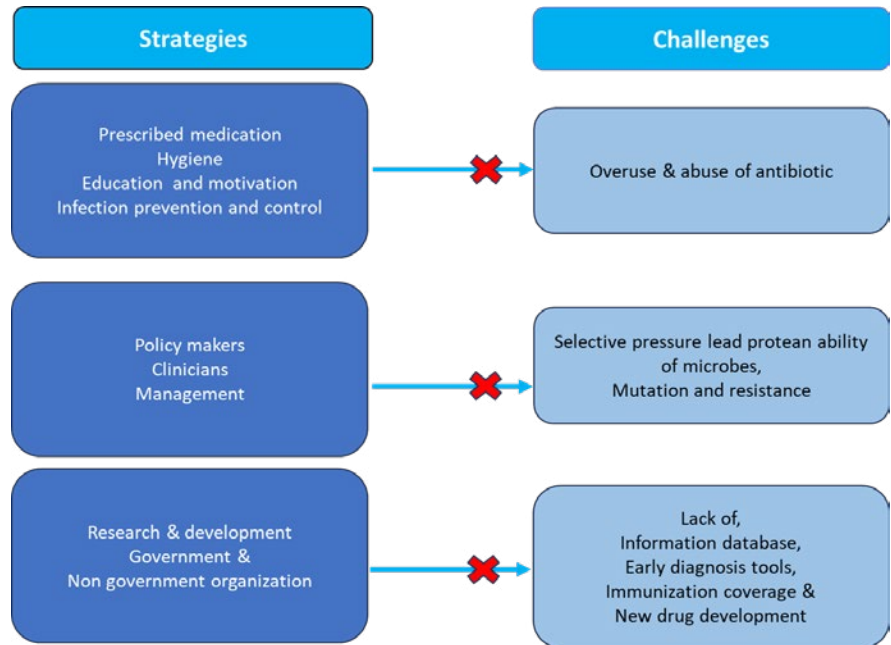 Strategies
Challenges
Prescribed medication
Hygiene
Education and motivation
Infection prevention and control
Overuse & abuse of antibiotic
Policy makers
Clinicians
Management
Selective pressure lead protean ability
of microbes,
Mutation and resistance
Research & development
Government &
Non government organization
Lack of,
Information database,
Early diagnosis tools,
Immunization coverage &
New drug development